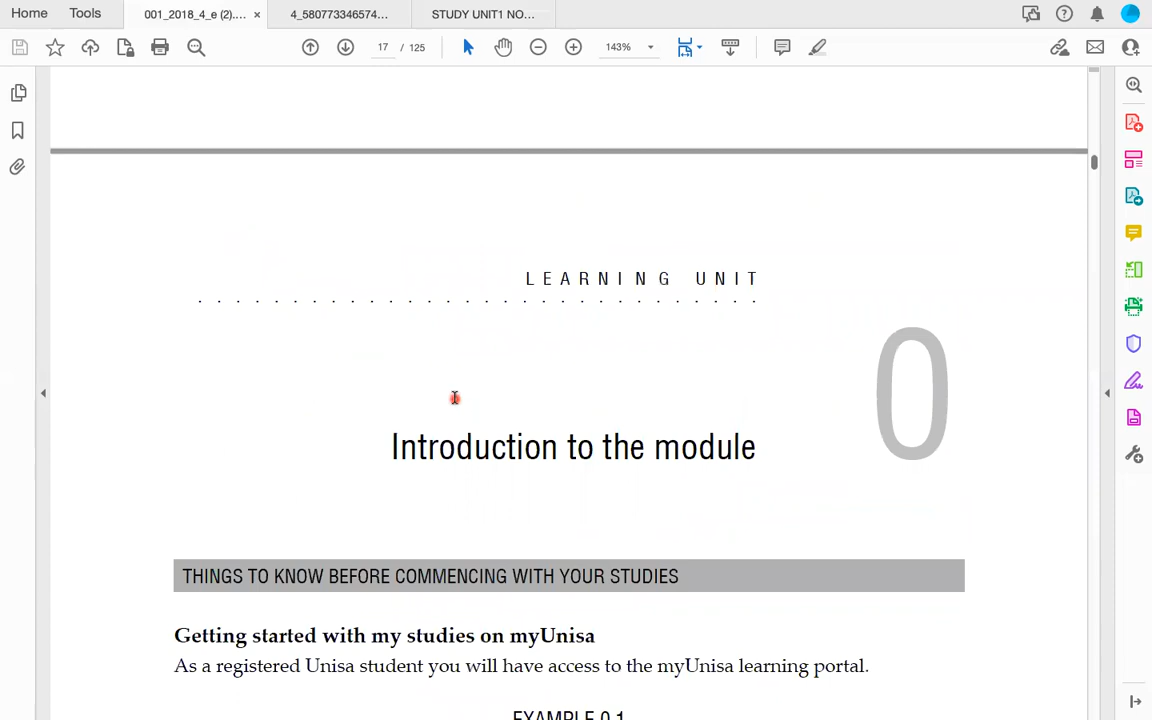 Home Tools 001_2018_4_e (2).... × 4_580773346574... STUDY UNIT1 NO...
17 / 125 143%
LEARNING UNIT
0
Introduction to the module
THINGS TO KNOW BEFORE COMMENCING WITH YOUR STUDIES
Getting started with my studies on myUnisa
As a registered Unisa student you will have access to the myUnisa learning portal.
EXAMPLE 0.1